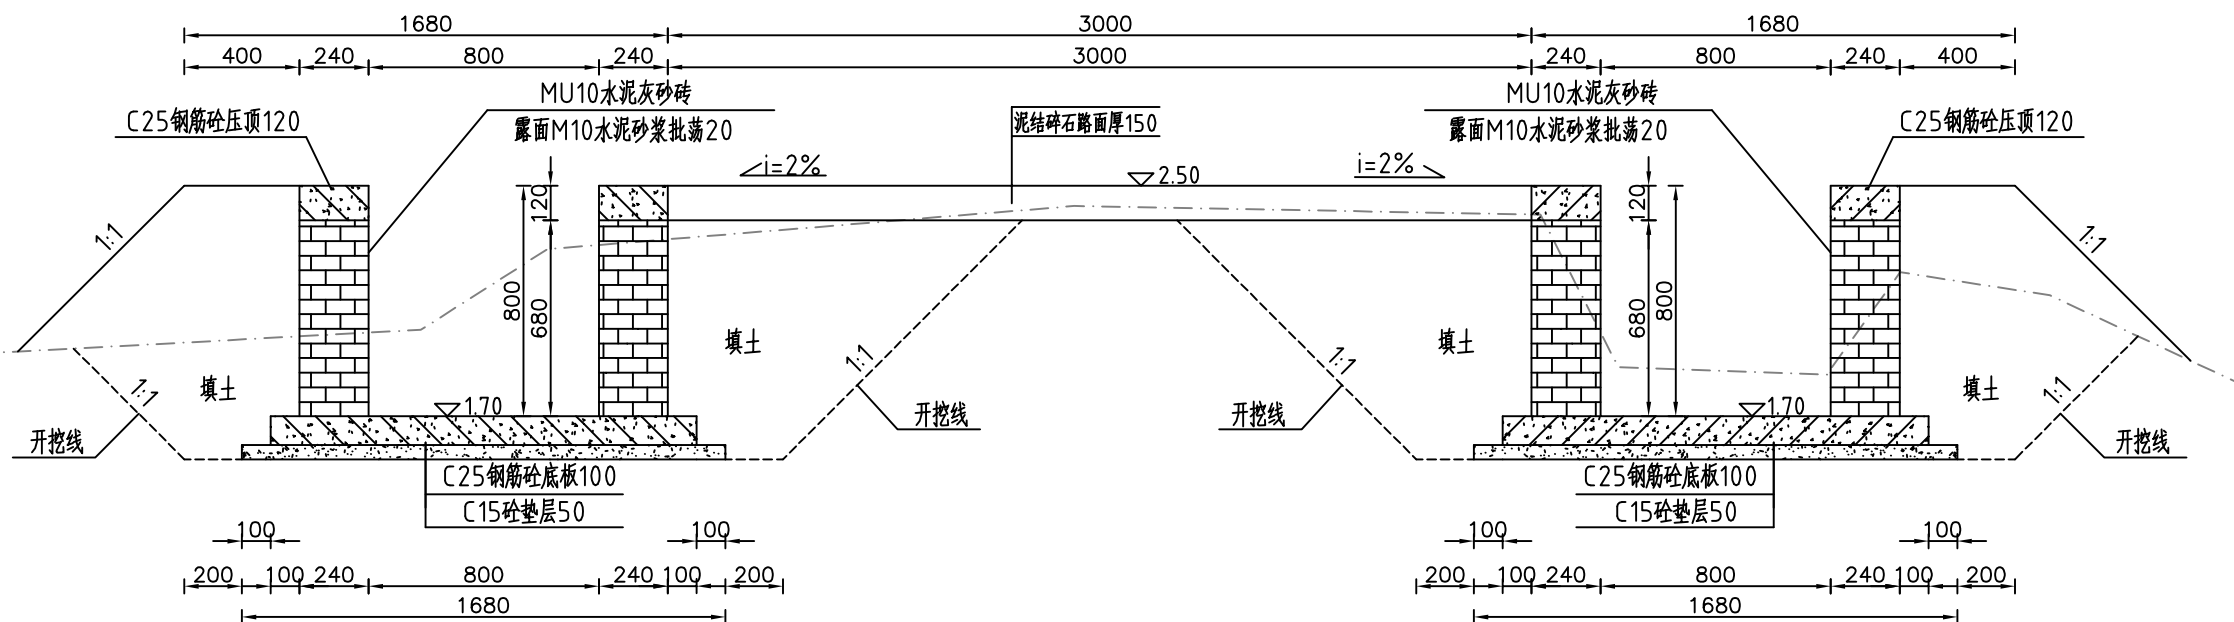 1680 3000 1680
400 240 800 240 3000 240 800 240 400
MU10水泥灰砂砖 MU10水泥灰砂砖
C25钢筋砼压顶120 露面M10水泥砂浆批荡20 泥结碎石路面厚150 露面M10水泥砂浆批荡20 C25钢筋砼压顶120
i=2% 2.50 i=2%
120 120
1:1 1:1
800 680 680 800
填土 填土
1:1 1:1 1:1 1:1
填土 填土
1.70 1.70
开挖线 开挖线 开挖线 开挖线
C25钢筋砼底板100 C25钢筋砼底板100
C15砼垫层50 C15砼垫层50
100 100 100 100
200 100 240 800 240 100 200 200 100 240 800 240 100 200
1680 1680